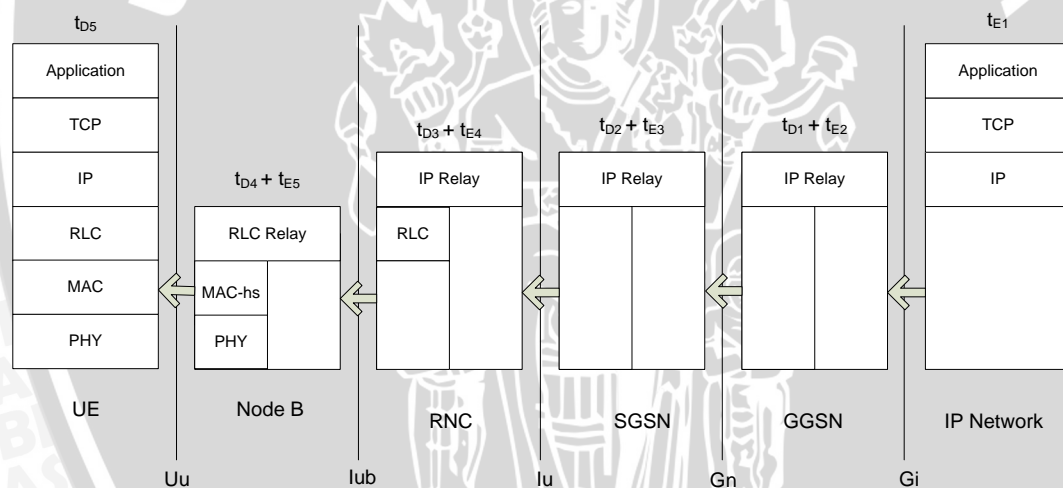 tD5
Application
TCP
IP
RLC
MAC
PHY
UE
tD4 + tE5
RLC Relay
MAC-hs
PHY
Node B
tD3 + tE4
IP Relay
RLC
RNC
tD2 + tE3
IP Relay
SGSN
tD1 + tE2
IP Relay
GGSN
tE1
Application
TCP
IP
IP Network
Uu
Iub
Iu
Gn
Gi